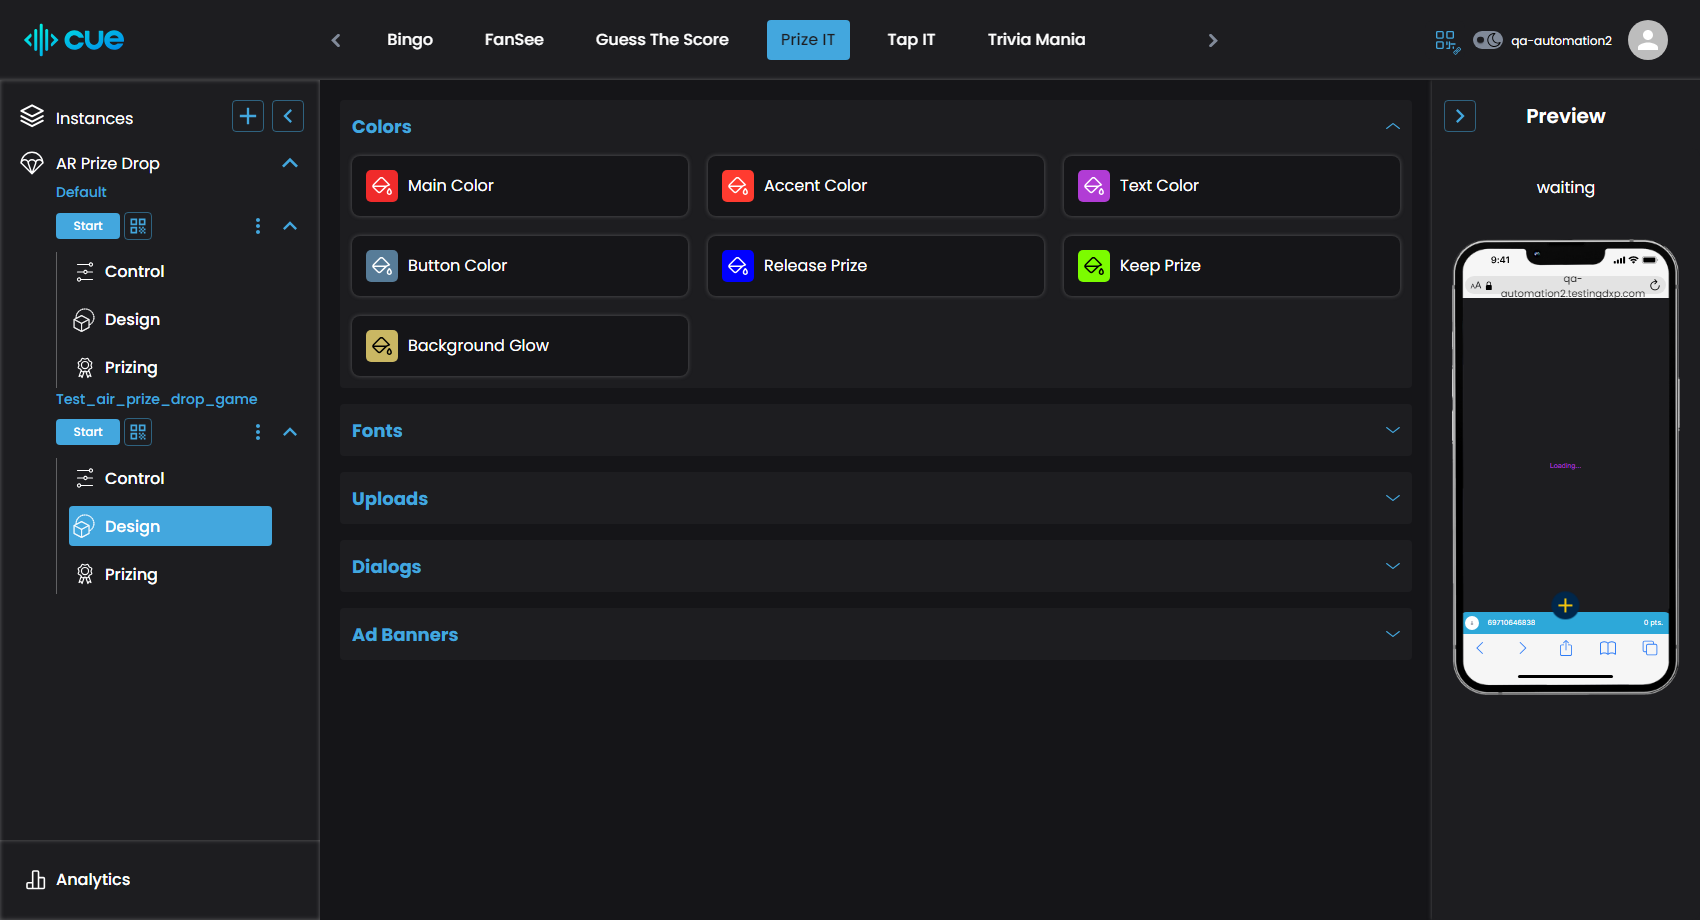 cue
Bingo
FanSee
Guess The Score
Prize IT
Tap IT
Trivia Mania
qa-automation2
Instances
AR Prize Drop
Default
Start
Control
Design
Prizing
Test_air_prize_drop_game
Start
Control
Design
Prizing
Analytics
Colors
Main Color
Accent Color
Text Color
Button Color
Release Prize
Keep Prize
Background Glow
Fonts
Uploads
Dialogs
Ad Banners
Preview
waiting
9:41
AA
qa-
automation2.testingdxp.com
Loading...
69710646838
0 pts.